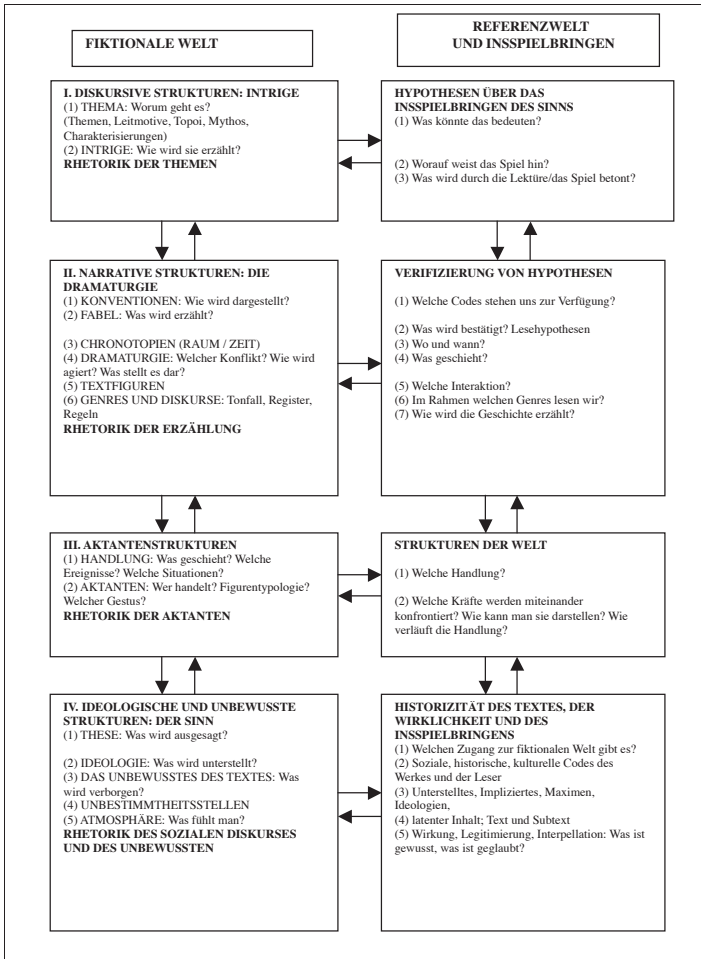 FIKTIONALE WELT
REFERENZWELT
UND INSSPIELBRINGEN
I. DISKURSIVE STRUKTUREN: INTRIGE
(1) THEMA: Worum geht es?
(Themen, Leitmotive, Topoi, Mythos,
Charakterisierungen)
(2) INTRIGE: Wie wird sie erzählt?
RHETORIK DER THEMEN
HYPOTHESEN ÜBER DAS
INSSPIELBRINGEN DES SINNS
(1) Was könnte das bedeuten?
(2) Worauf weist das Spiel hin?
(3) Was wird durch die Lektüre/das Spiel betont?
II. NARRATIVE STRUKTUREN: DIE
DRAMATURGIE
(1) KONVENTIONEN: Wie wird dargestellt?
(2) FABEL: Was wird erzählt?
(3) CHRONOTOPIEN (RAUM / ZEIT)
(4) DRAMATURGIE: Welcher Konflikt? Wie wird
agiert? Was stellt es dar?
(5) TEXTFIGUREN
(6) GENRES UND DISKURSE: Tonfall, Register,
Regeln
RHETORIK DER ERZÄHLUNG
VERIFIZIERUNG VON HYPOTHESEN
(1) Welche Codes stehen uns zur Verfügung?
(2) Was wird bestätigt? Lesehypothesen
(3) Wo und wann?
(4) Was geschieht?
(5) Welche Interaktion?
(6) Im Rahmen welchen Genres lesen wir?
(7) Wie wird die Geschichte erzählt?
III. AKTANTENSTRUKTUREN
(1) HANDLUNG: Was geschieht? Welche
Ereignisse? Welche Situationen?
(2) AKTANTEN: Wer handelt? Figurentypologie?
Welcher Gestus?
RHETORIK DER AKTANTEN
STRUKTUREN DER WELT
(1) Welche Handlung?
(2) Welche Kräfte werden miteinander
konfrontiert? Wie kann man sie darstellen? Wie
verläuft die Handlung?
IV. IDEOLOGISCHE UND UNBEWUSSTE
STRUKTUREN: DER SINN
(1) THESE: Was wird ausgesagt?
(2) IDEOLOGIE: Was wird unterstellt?
(3) DAS UNBEWUSSTES DES TEXTES: Was
wird verborgen?
(4) UNBESTIMMTHEITSSTELLEN
(5) ATMOSPHÄRE: Was fühlt man?
RHETORIK DES SOZIALEN DISKURSES
UND DES UNBEWUSSTEN
HISTORIZITÄT DES TEXTES, DER
WIRKLICHKEIT UND DES
INSSPIELBRINGENS
(1) Welchen Zugang zur fiktionalen Welt gibt es?
(2) Soziale, historische, kulturelle Codes des
Werkes und der Leser
(3) Unterstelltes, Impliziertes, Maximen,
Ideologien,
(4) latenter Inhalt; Text und Subtext
(5) Wirkung, Legitimierung, Interpellation: Was ist
gewusst, was ist geglaubt?